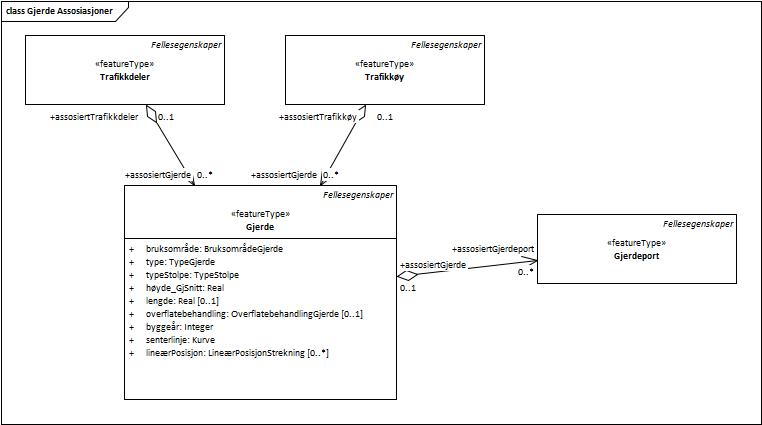 class Gjerde Assosiasjoner
Fellesegenskaper
«featureType»
Trafikkdeler
Fellesegenskaper
«featureType»
Trafikkøy
+assosiertTrafikkdeler 0..1
+assosiertTrafikkøy 0..1
+assosiertGjerde 0..*
+assosiertGjerde 0..*
Fellesegenskaper
«featureType»
Gjerde
+ bruksområde: BruksområdeGjerde
+ type: TypeGjerde
+ typeStolpe: TypeStolpe
+ høyde_GjSnitt: Real
+ lengde: Real [0..1]
+ overflatebehandling: OverflatebehandlingGjerde [0..1]
+ byggeår: Integer
+ senterlinje: Kurve
+ lineærPosisjon: LineærPosisjonStrekning [0..*]
+assosiertGjerde
0..1
+assosiertGjerdeport
0..*
Fellesegenskaper
«featureType»
Gjerdeport